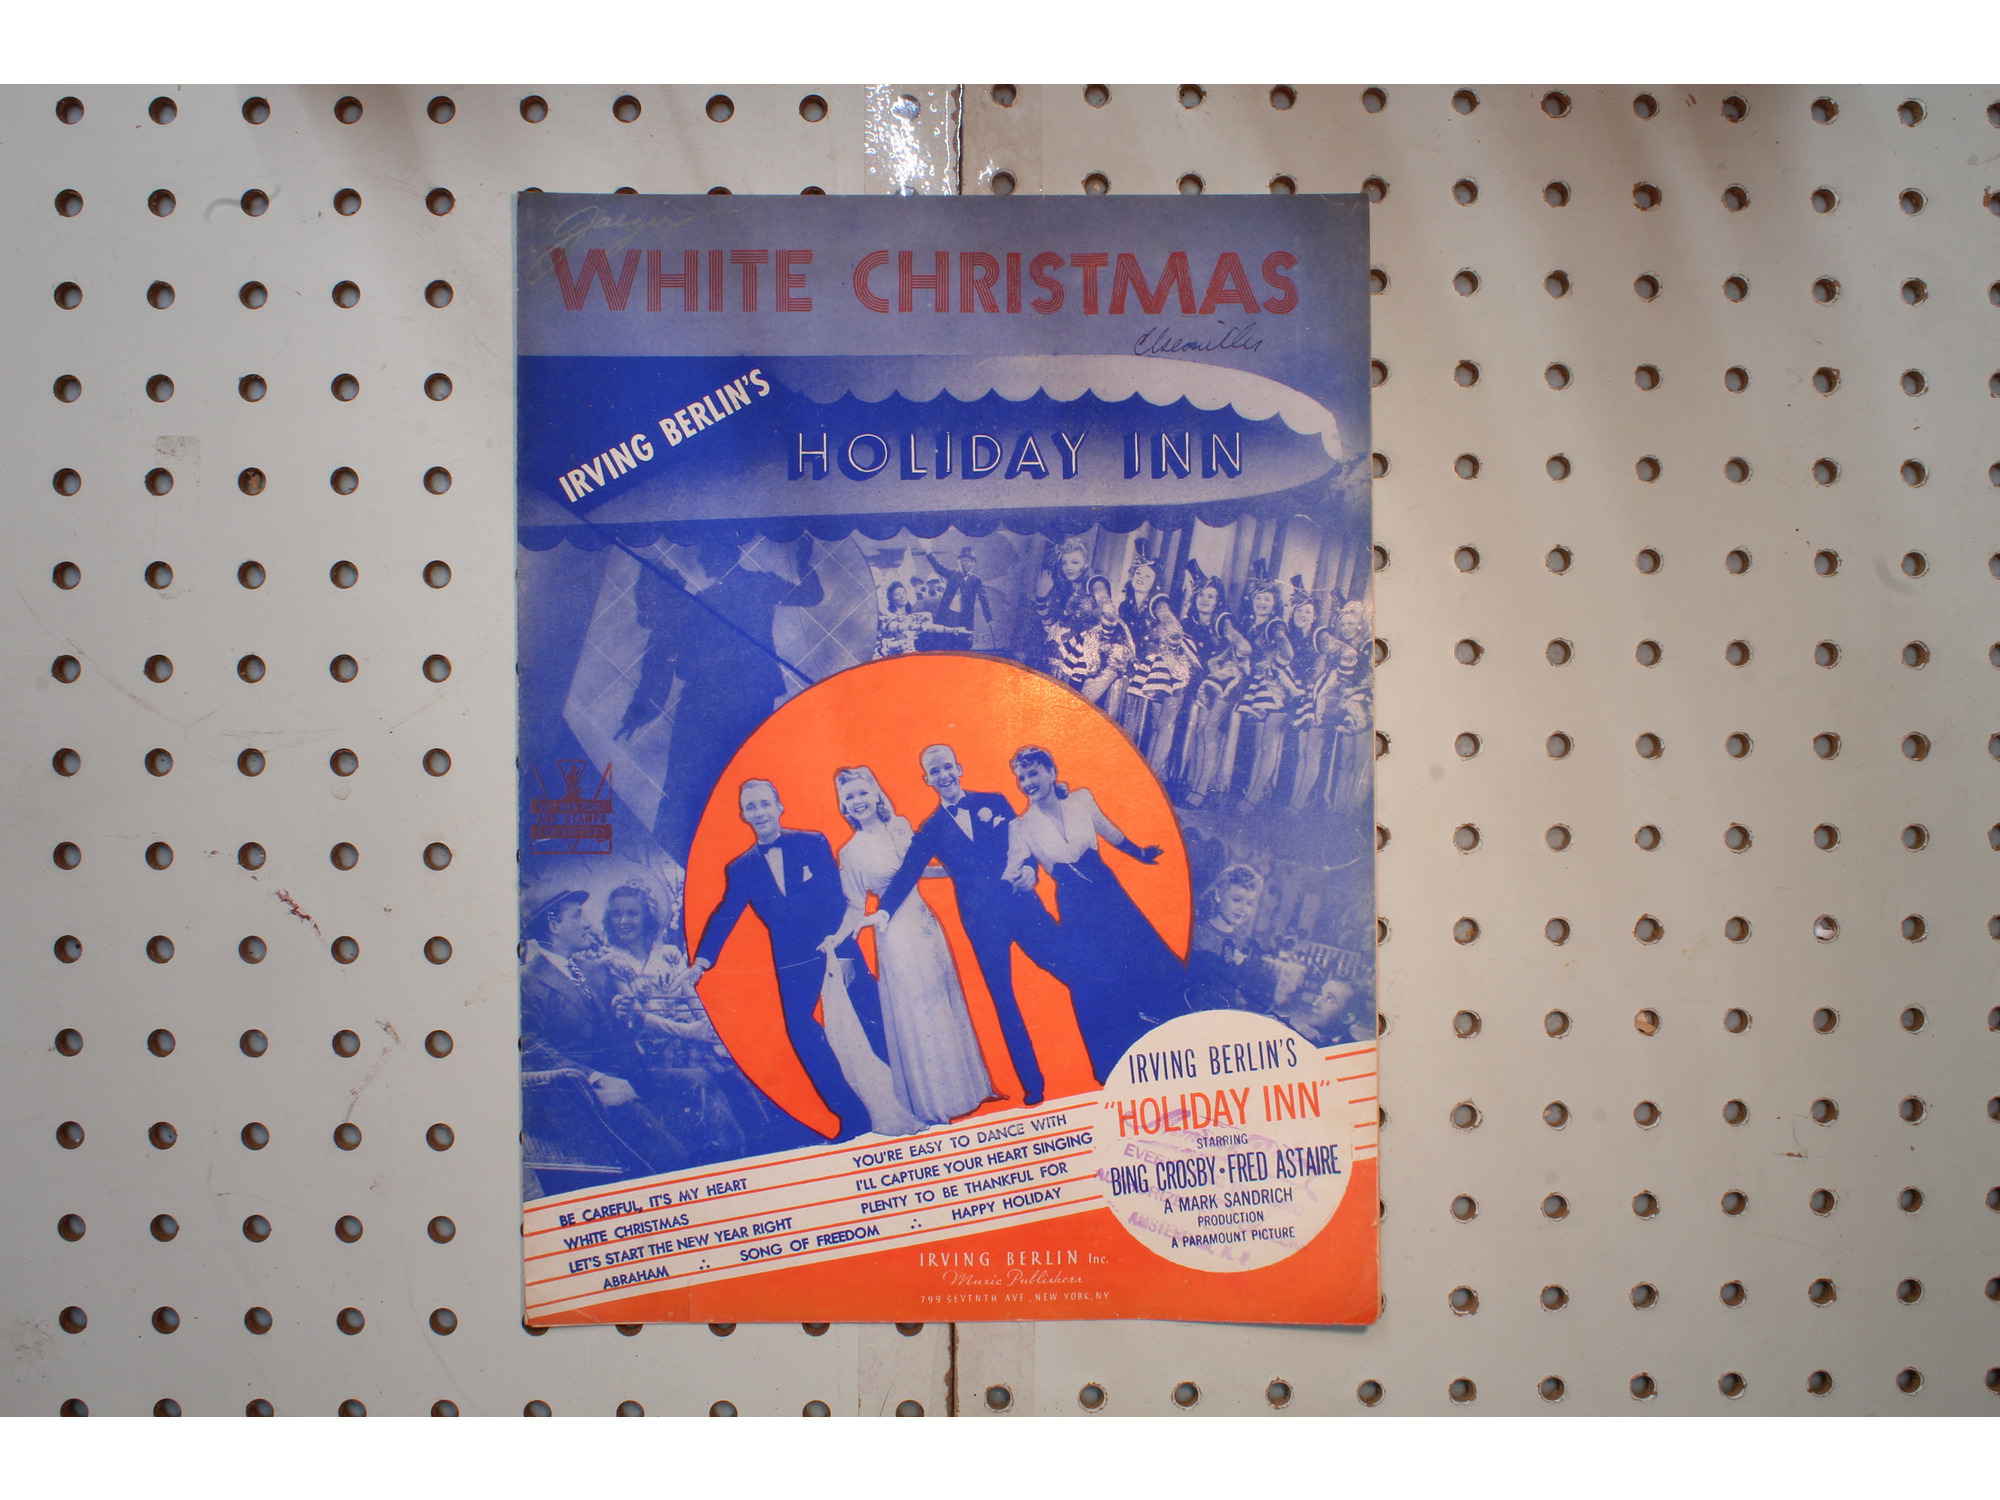 WHITE CHRISTMAS
IRVING BERLIN'S
HOLIDAY INN
AND STAMPS
IRVING BERLIN'S
"HOLIDAY INN"
STARRING
BING CROSBY · FRED ASTAIRE
A MARK SANDRICH
PRODUCTION
A PARAMOUNT PICTURE
BE CAREFUL, IT'S MY HEART
WHITE CHRISTMAS
LET'S START THE NEW YEAR RIGHT
ABRAHAM ∴ SONG OF FREEDOM ∴ HAPPY HOLIDAY
YOU'RE EASY TO DANCE WITH
I'LL CAPTURE YOUR HEART SINGING
PLENTY TO BE THANKFUL FOR
IRVING BERLIN Inc.
Music Publishers
799 SEVENTH AVE., NEW YORK, N.Y.